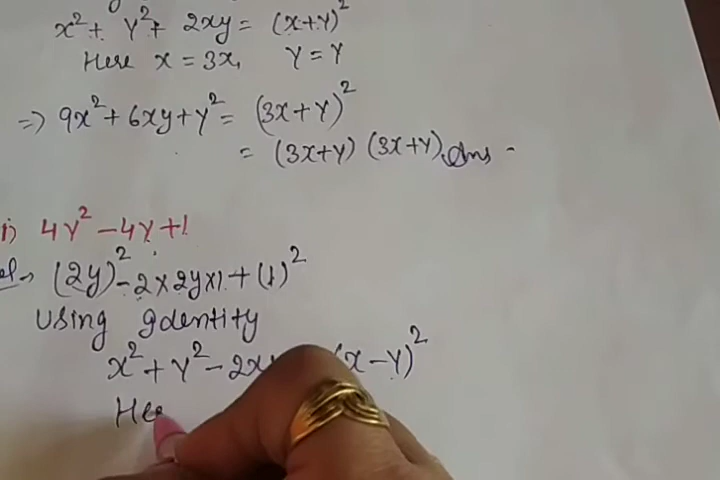 x² + y² + 2xy = (x+y)²
Here x = 3x, y = y
=> 9x² + 6xy + y² = (3x+y)²
= (3x+y) (3x+y) Ans -
i) 4y² - 4y + 1
(2y)² - 2×2y×1 + (1)²
Using gdentity
x² + y² - 2x (x-y)²